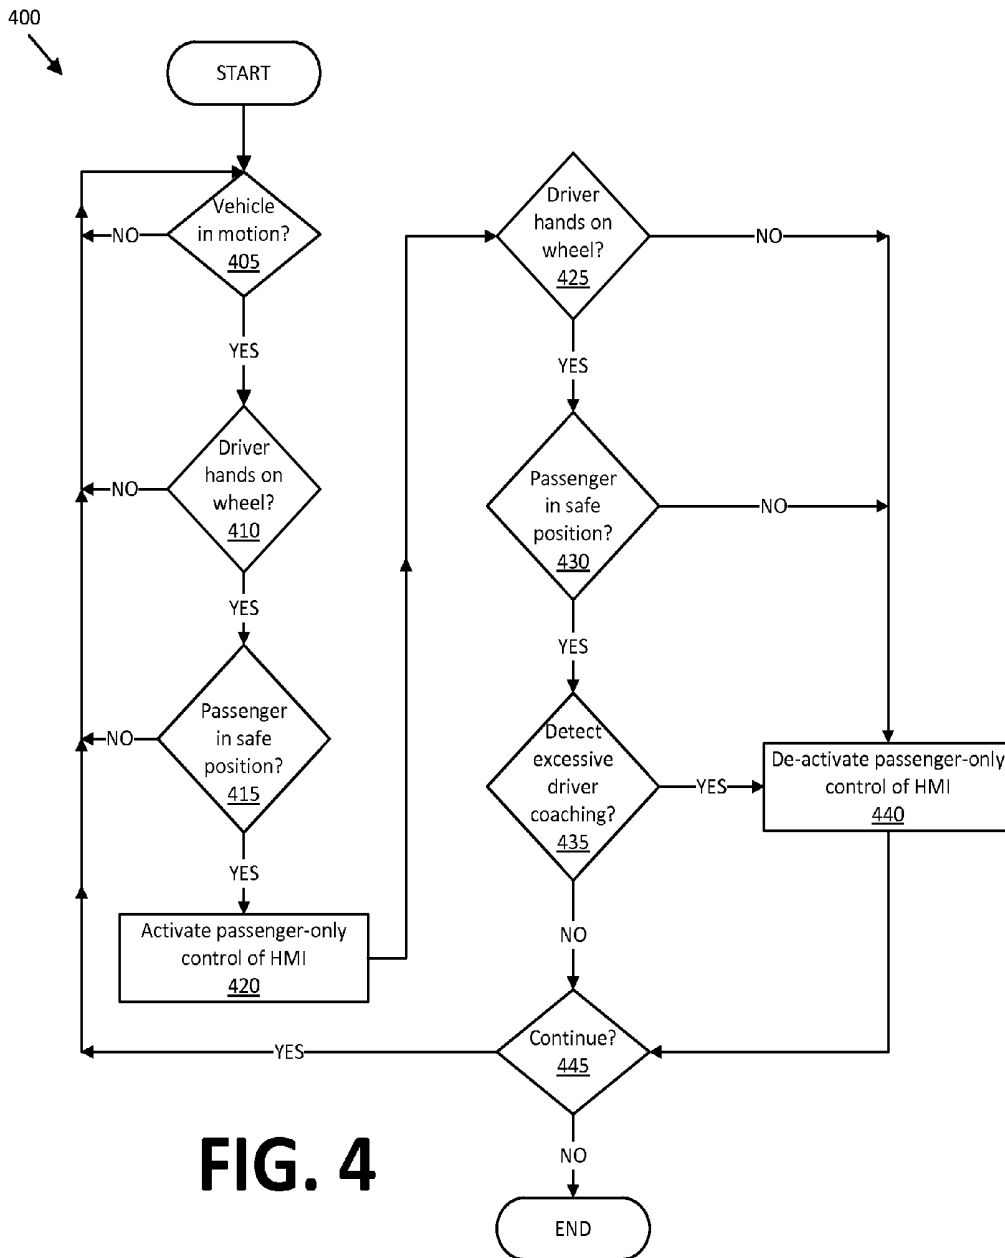 400
START
Vehicle
in motion?
405
NO
YES
Driver
hands on
wheel?
410
NO
YES
Passenger
in safe
position?
415
NO
YES
Activate passenger-only
control of HMI
420
Driver
hands on
wheel?
425
NO
YES
Passenger
in safe
position?
430
NO
YES
Detect
excessive
driver
coaching?
435
YES
NO
De-activate passenger-only
control of HMI
440
Continue?
445
YES
NO
END
FIG. 4